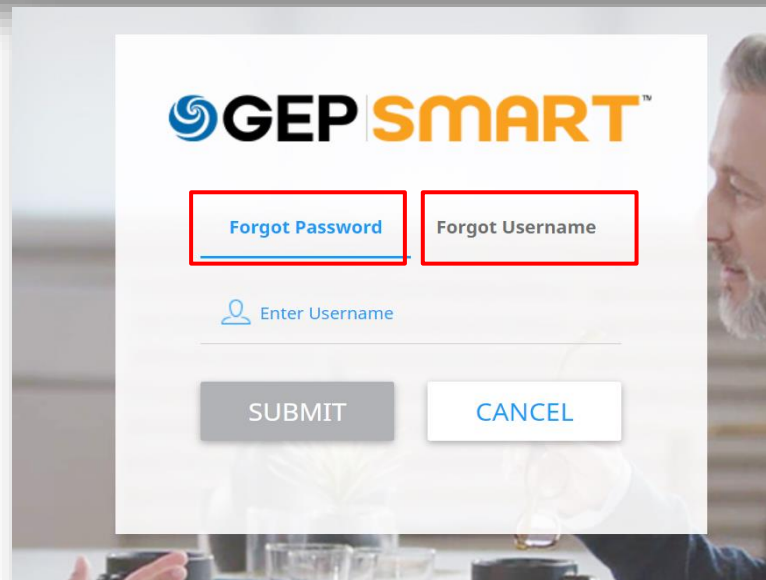 GEP SMART™
Forgot Password Forgot Username
Enter Username
SUBMIT CANCEL